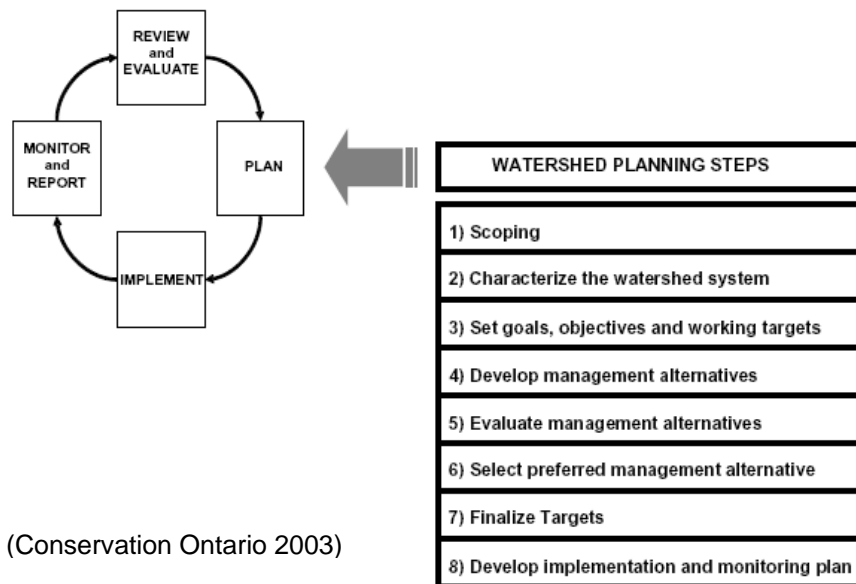 REVIEW
and
EVALUATE
MONITOR
and
REPORT
PLAN
IMPLEMENT
WATERSHED PLANNING STEPS
1) Scoping
2) Characterize the watershed system
3) Set goals, objectives and working targets
4) Develop management alternatives
5) Evaluate management alternatives
6) Select preferred management alternative
7) Finalize Targets
8) Develop implementation and monitoring plan
(Conservation Ontario 2003)